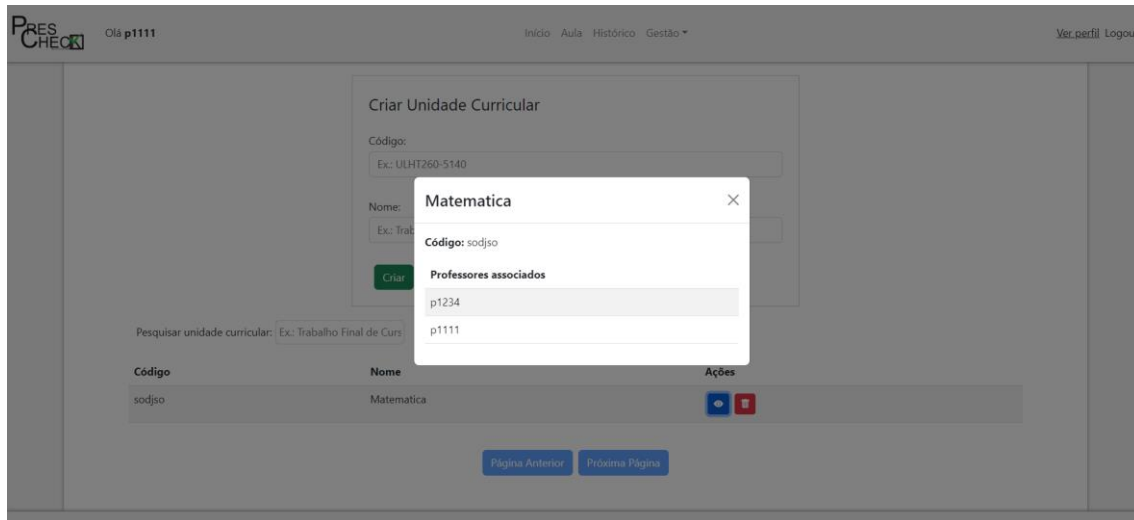 PRES
CHECK
Olá p1111
Início Aula Histórico Gestão
Ver perfil Logou
Criar Unidade Curricular
Código:
Ex.: ULHT260-5140
Nome:
Ex.: Trab
Criar
Matematica
Código: sodjso
Professores associados
p1234
p1111
Pesquisar unidade curricular: Ex.: Trabalho Final de Curs
Código Nome Ações
sodjso Matematica
Página Anterior Próxima Página